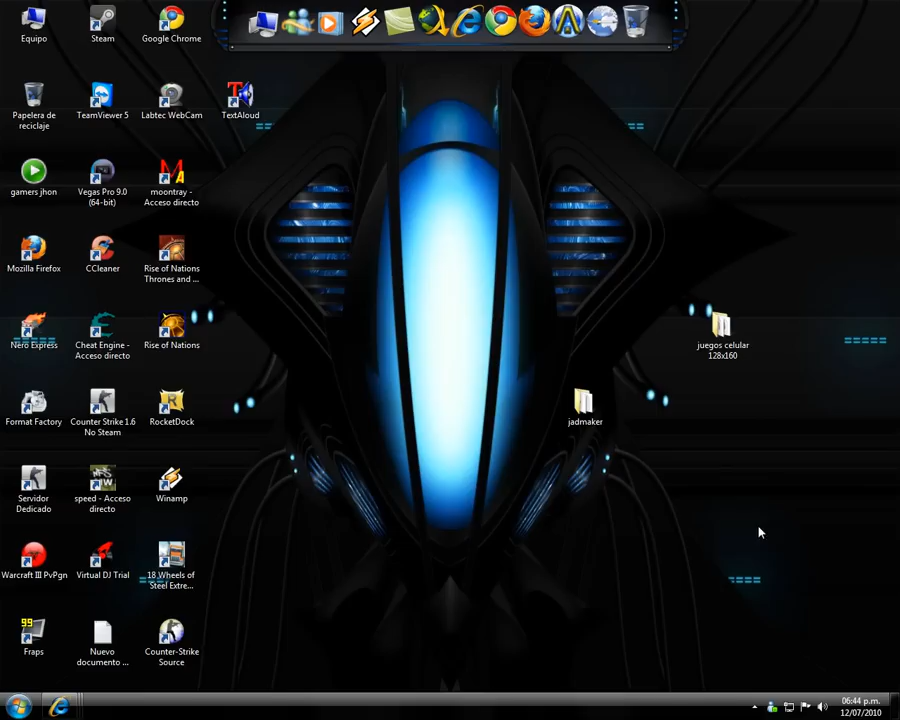 Equipo
Steam
Google Chrome
Papelera de
reciclaje
TeamViewer 5
Labtec WebCam
TextAloud
gamers jhon
Vegas Pro 9.0
(64-bit)
moontray -
Acceso directo
Mozilla Firefox
CCleaner
Rise of Nations
Thrones and ...
Nero Express
Cheat Engine -
Acceso directo
Rise of Nations
juegos celular
128x160
Format Factory
Counter Strike 1.6
No Steam
RocketDock
jadmaker
Servidor
Dedicado
speed - Acceso
directo
Winamp
Warcraft III PvPgn
Virtual DJ Trial
18 Wheels of
Steel Extre...
99
Fraps
Nuevo
documento ...
Counter-Strike
Source
06:44 p.m.
12/07/2010